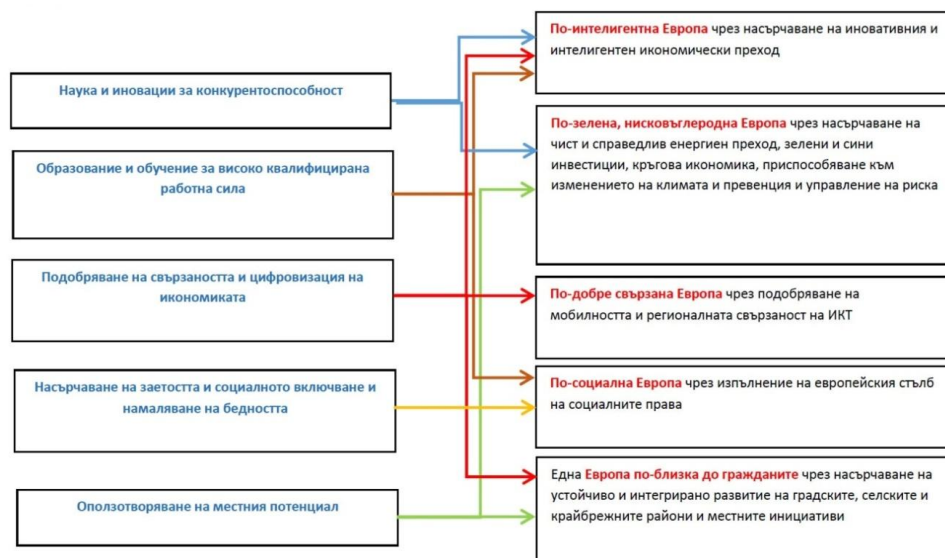 Наука и иновации за конкурентоспособност
Образование и обучение за високо квалифицирана
работна сила
Подобряване на свързаността и цифровизация на
икономиката
Насърчаване на заетостта и социалното включване и
намаляване на бедността
Оползотворяване на местния потенциал
По-интелигентна Европа чрез насърчаване на иновативния и
интелигентен икономически преход
По-зелена, нисковъглеродна Европа чрез насърчаване на
чист и справедлив енергиен преход, зелени и сини
инвестиции, кръгова икономика, приспособяване към
изменението на климата и превенция и управление на риска
По-добре свързана Европа чрез подобряване на
мобилността и регионалната свързаност на ИКТ
По-социална Европа чрез изпълнение на европейския стълб
на социалните права
Една Европа по-близка до гражданите чрез насърчаване на
устойчиво и интегрирано развитие на градските, селските и
крайбрежните райони и местните инициативи